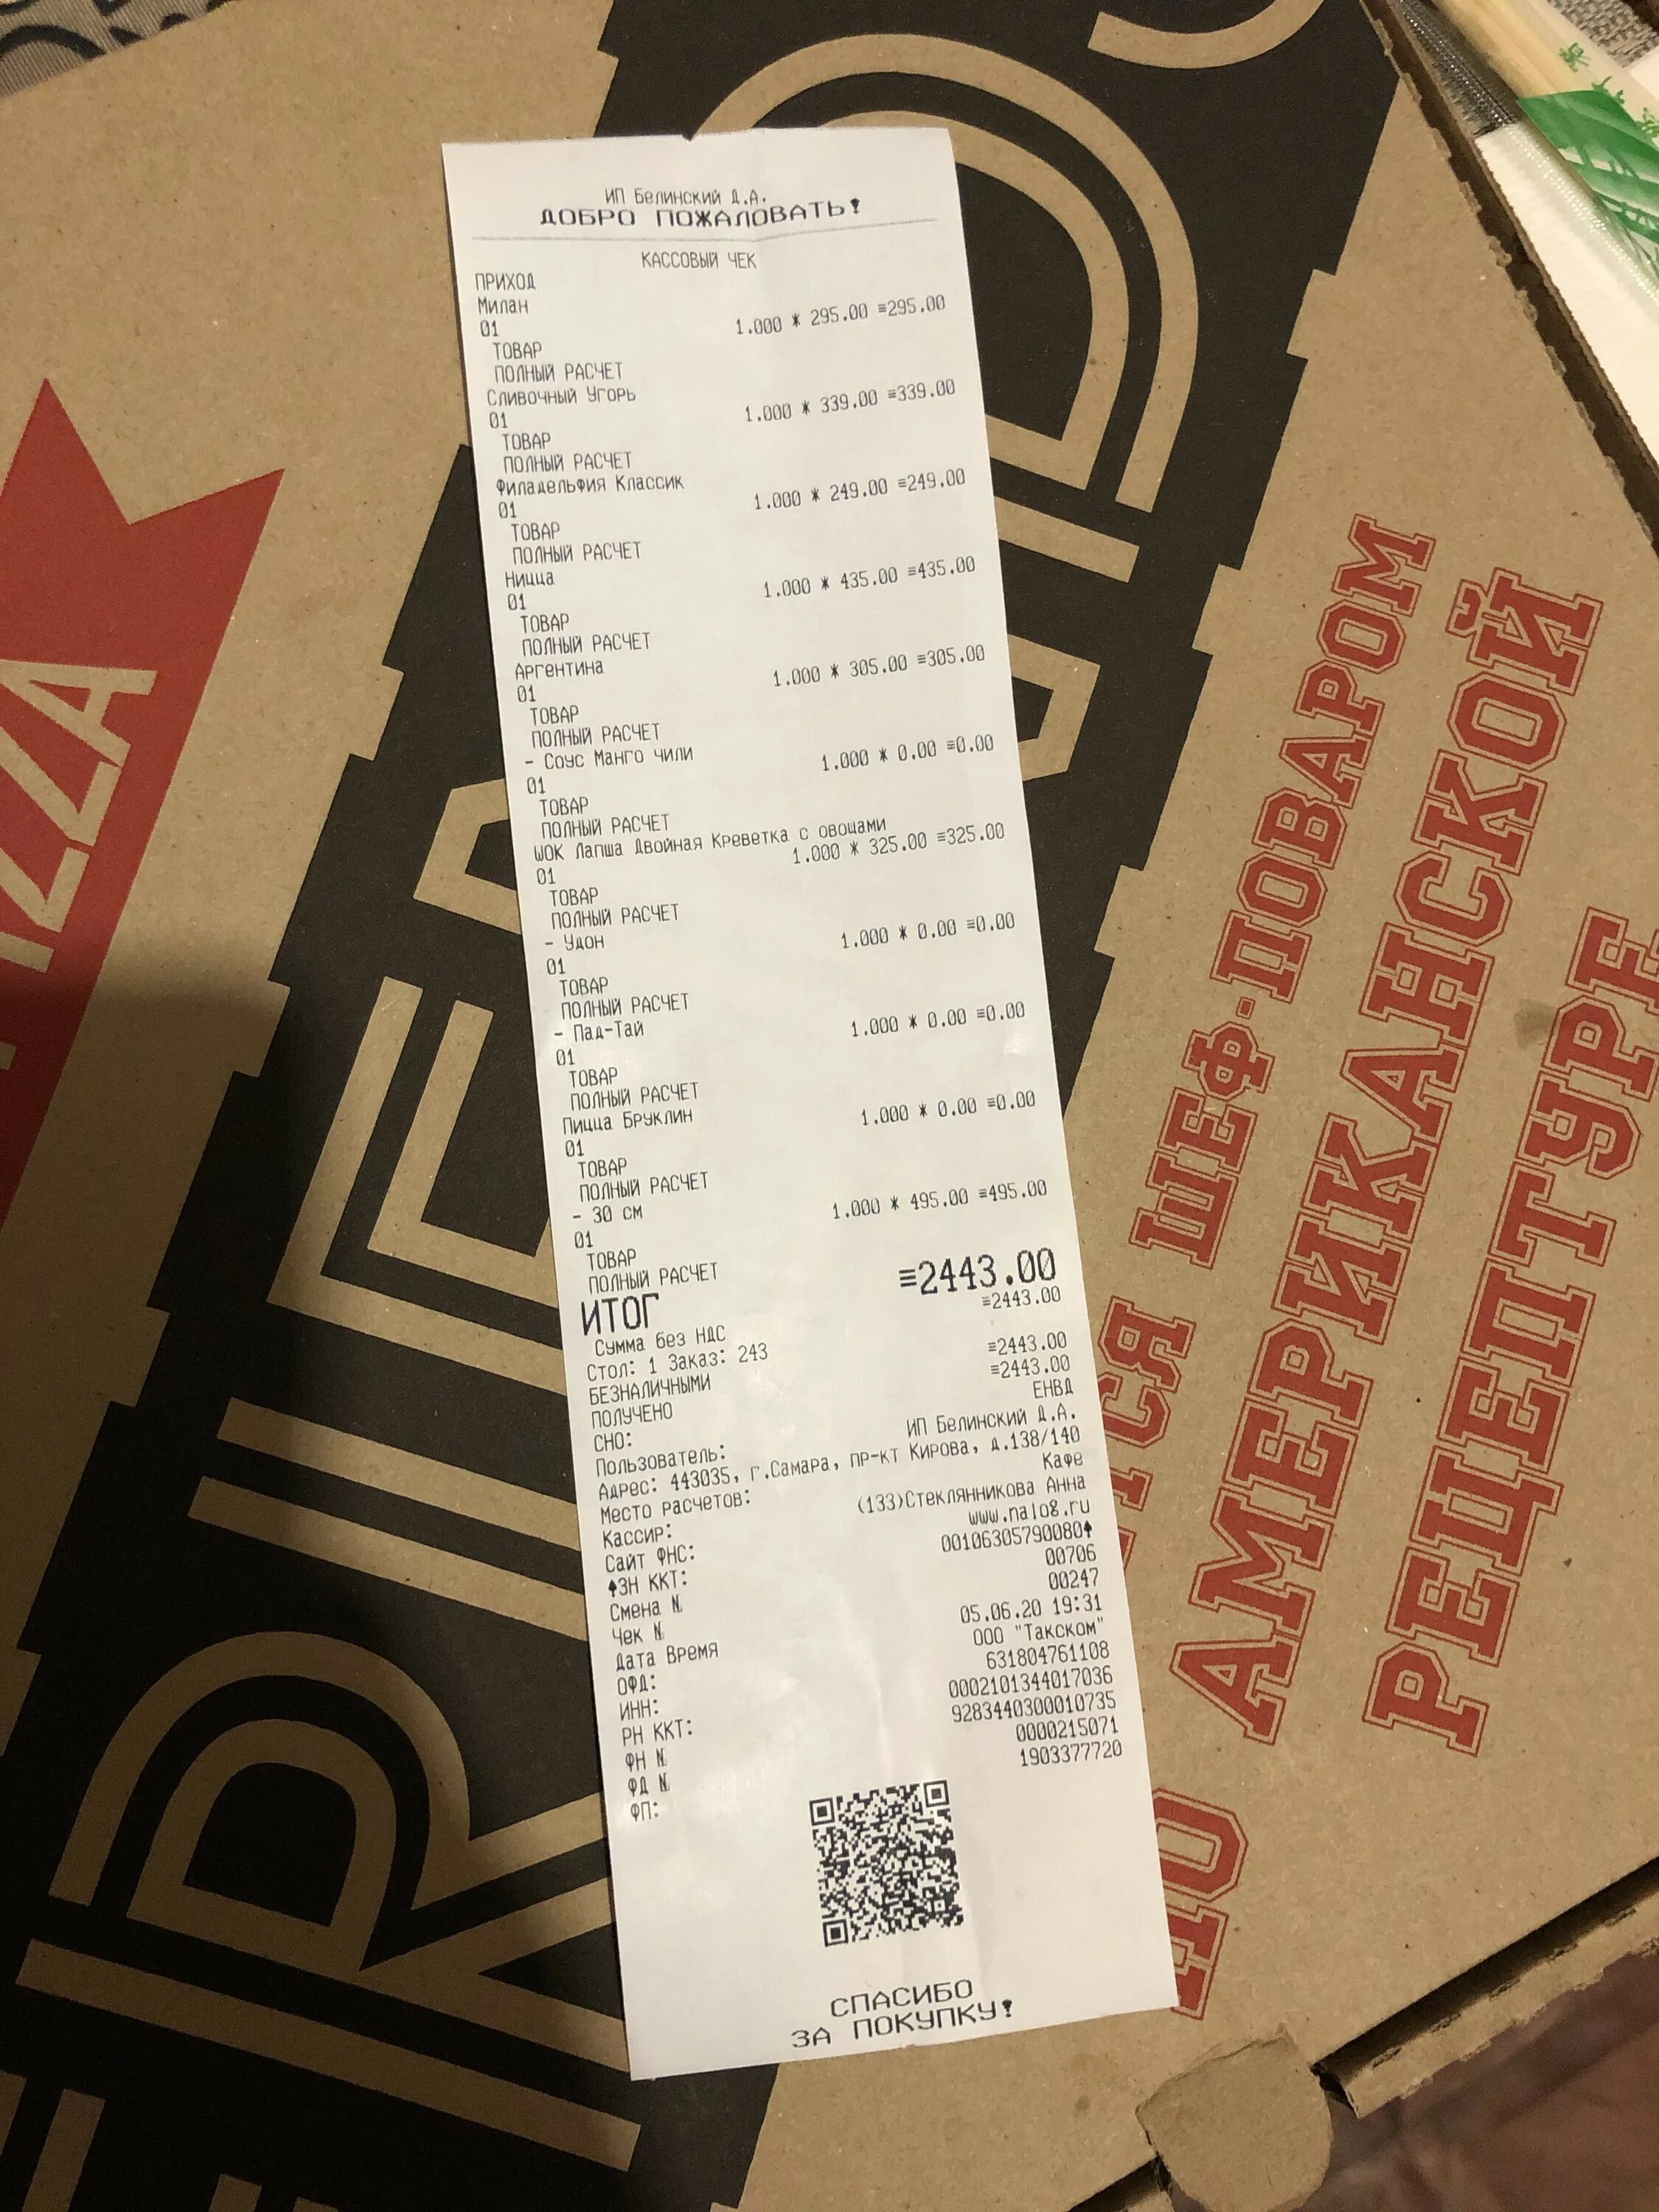 ИП Белинский Д.А.
ДОБРО ПОЖАЛОВАТЬ!
КАССОВЫЙ ЧЕК
ПРИХОД
Милан
01 1.000 * 295.00 ≡295.00
ТОВАР
ПОЛНЫЙ РАСЧЕТ
Сливочный Угорь
01 1.000 * 339.00 ≡339.00
ТОВАР
ПОЛНЫЙ РАСЧЕТ
Филадельфия Классик
01 1.000 * 249.00 ≡249.00
ТОВАР
ПОЛНЫЙ РАСЧЕТ
Ницца
01 1.000 * 435.00 ≡435.00
ТОВАР
ПОЛНЫЙ РАСЧЕТ
Аргентина
01 1.000 * 305.00 ≡305.00
ТОВАР
ПОЛНЫЙ РАСЧЕТ
- Соус Манго чили
01 1.000 * 0.00 ≡0.00
ТОВАР
ПОЛНЫЙ РАСЧЕТ
WOK Лапша Двойная Креветка с овощами
01 1.000 * 325.00 ≡325.00
ТОВАР
ПОЛНЫЙ РАСЧЕТ
- Удон
01 1.000 * 0.00 ≡0.00
ТОВАР
ПОЛНЫЙ РАСЧЕТ
- Пад-Тай
01 1.000 * 0.00 ≡0.00
ТОВАР
ПОЛНЫЙ РАСЧЕТ
Пицца Бруклин
01 1.000 * 0.00 ≡0.00
ТОВАР
ПОЛНЫЙ РАСЧЕТ
- 30 см
01 1.000 * 495.00 ≡495.00
ТОВАР
ПОЛНЫЙ РАСЧЕТ
ИТОГ ≡2443.00
Сумма без НДС ≡2443.00
Стол: 1 Заказ: 243
БЕЗНАЛИЧНЫМИ ≡2443.00
ПОЛУЧЕНО ≡2443.00
СНО: ЕНВД
Пользователь: ИП Белинский Д.А.
Адрес: 443035, г.Самара, пр-кт Кирова, д.138/140
Место расчетов: Кафе
Кассир: (133)Стеклянникова Анна
Сайт ФНС: www.nalog.ru
ЗН ККТ: 00106305790080
Смена № 00706
Чек № 00247
Дата Время 05.06.20 19:31
ОФД: ООО "Такском"
ИНН: 631804761108
РН ККТ: 0002101344017036
ФН № 9283440300010735
ФД № 0000215071
ФП: 1903377720
СПАСИБО
ЗА ПОКУПКУ!
ШЕФ-ПОВАРОМ
ПО АМЕРИКАНСКОЙ
РЕЦЕПТУРЕ